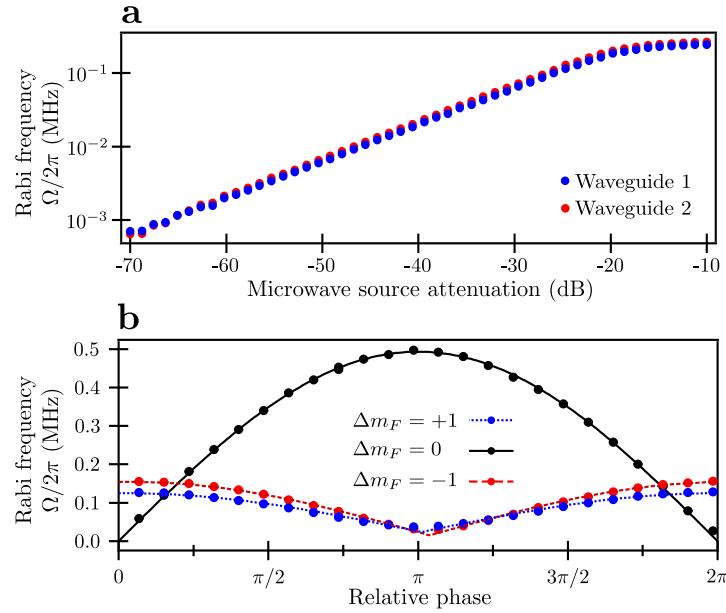 a
Rabi frequency
Ω/2π (MHz)
10⁻¹
10⁻²
10⁻³
Waveguide 1
Waveguide 2
-70 -60 -50 -40 -30 -20 -10
Microwave source attenuation (dB)
b
Rabi frequency
Ω/2π (MHz)
0.5
0.4
0.3
0.2
0.1
0.0
Δm_F = +1
Δm_F = 0
Δm_F = −1
0 π/2 π 3π/2 2π
Relative phase